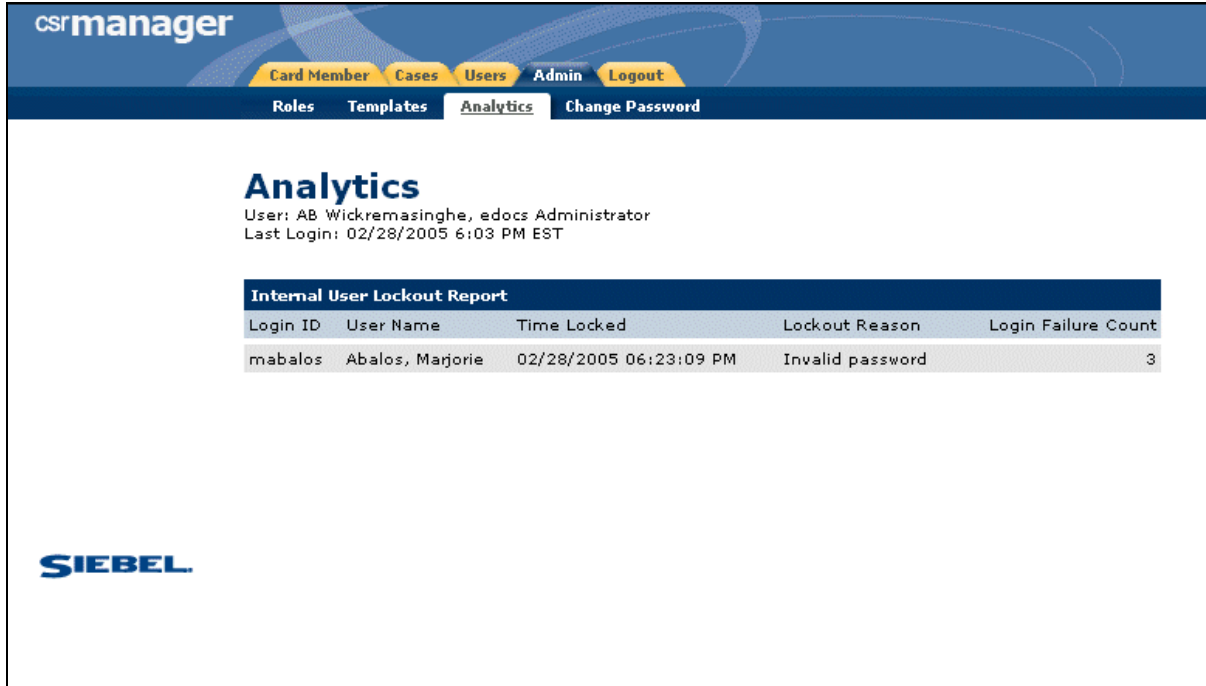 csrmanager
Card Member Cases Users Admin Logout
Roles Templates Analytics Change Password
Analytics
User: AB Wickremasinghe, edocs Administrator
Last Login: 02/28/2005 6:03 PM EST
Internal User Lockout Report
Login ID User Name Time Locked Lockout Reason Login Failure Count
mabalos Abalos, Marjorie 02/28/2005 06:23:09 PM Invalid password 3
SIEBEL.